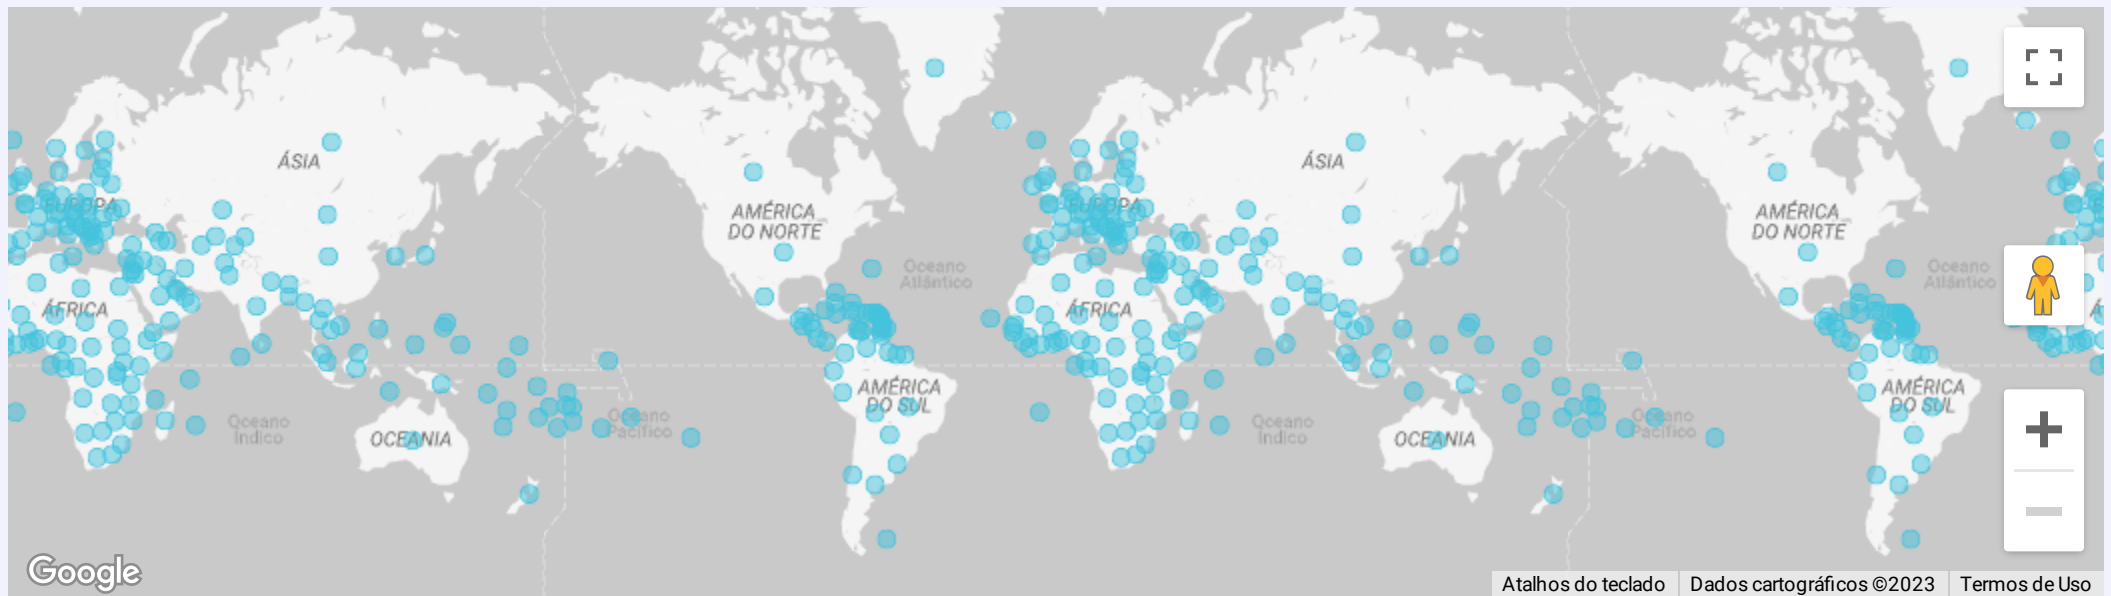 ÁSIA
EUROPA
ÁFRICA
Oceano
Índico
OCEANIA
Oceano
Pacífico
AMÉRICA
DO NORTE
Oceano
Atlântico
AMÉRICA
DO SUL
EUROPA
ÁFRICA
ÁSIA
Oceano
Índico
OCEANIA
Oceano
Pacífico
AMÉRICA
DO NORTE
Oceano
Atlântico
AMÉRICA
DO SUL
Google
Atalhos do teclado
Dados cartográficos ©2023
Termos de Uso